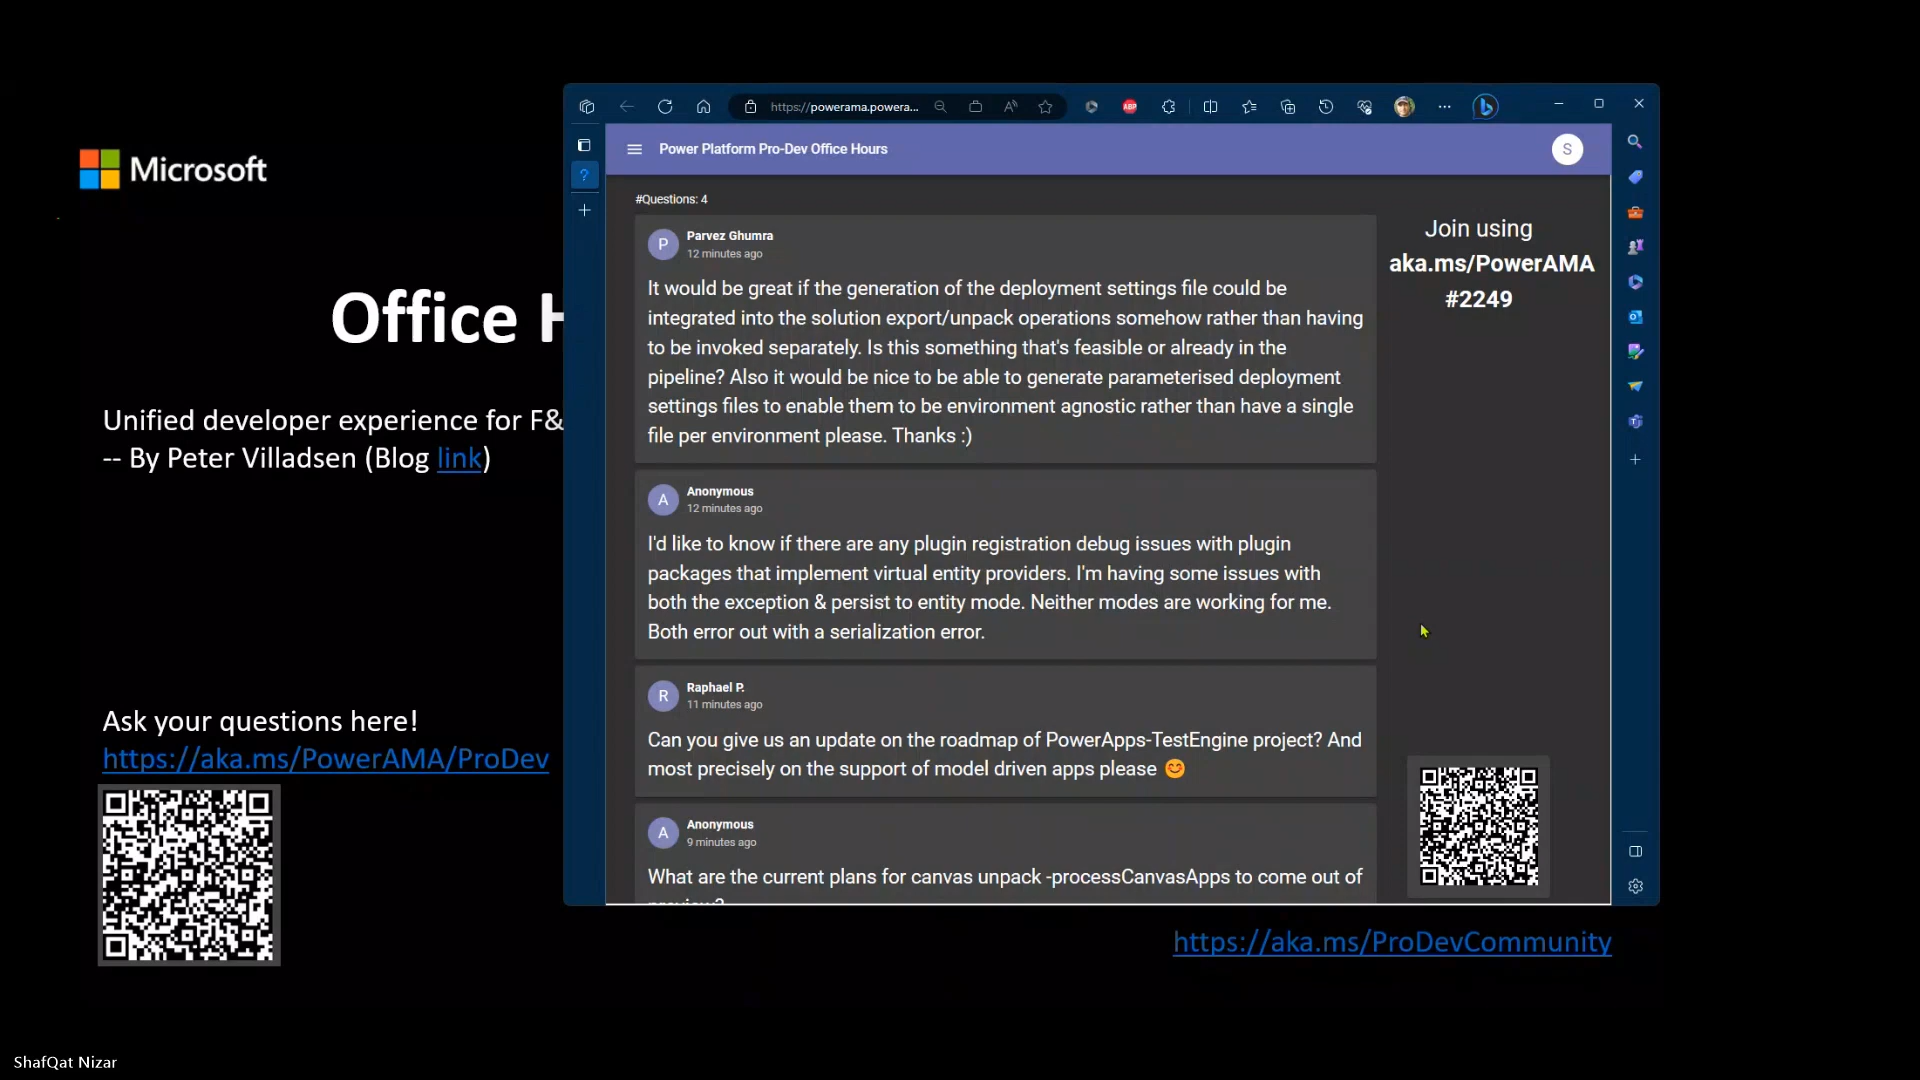 Microsoft
Office H
Unified developer experience for F&
-- By Peter Villadsen (Blog link)
Ask your questions here!
https://aka.ms/PowerAMA/ProDev
https://powerama.powera...
ABP
Power Platform Pro-Dev Office Hours
S
#Questions: 4
P
Parvez Ghumra
12 minutes ago
It would be great if the generation of the deployment settings file could be
integrated into the solution export/unpack operations somehow rather than having
to be invoked separately. Is this something that's feasible or already in the
pipeline? Also it would be nice to be able to generate parameterised deployment
settings files to enable them to be environment agnostic rather than have a single
file per environment please. Thanks :)
A
Anonymous
12 minutes ago
I'd like to know if there are any plugin registration debug issues with plugin
packages that implement virtual entity providers. I'm having some issues with
both the exception & persist to entity mode. Neither modes are working for me.
Both error out with a serialization error.
R
Raphael P.
11 minutes ago
Can you give us an update on the roadmap of PowerApps-TestEngine project? And
most precisely on the support of model driven apps please 😊
A
Anonymous
9 minutes ago
What are the current plans for canvas unpack -processCanvasApps to come out of
preview?
Join using
aka.ms/PowerAMA
#2249
https://aka.ms/ProDevCommunity
ShafQat Nizar